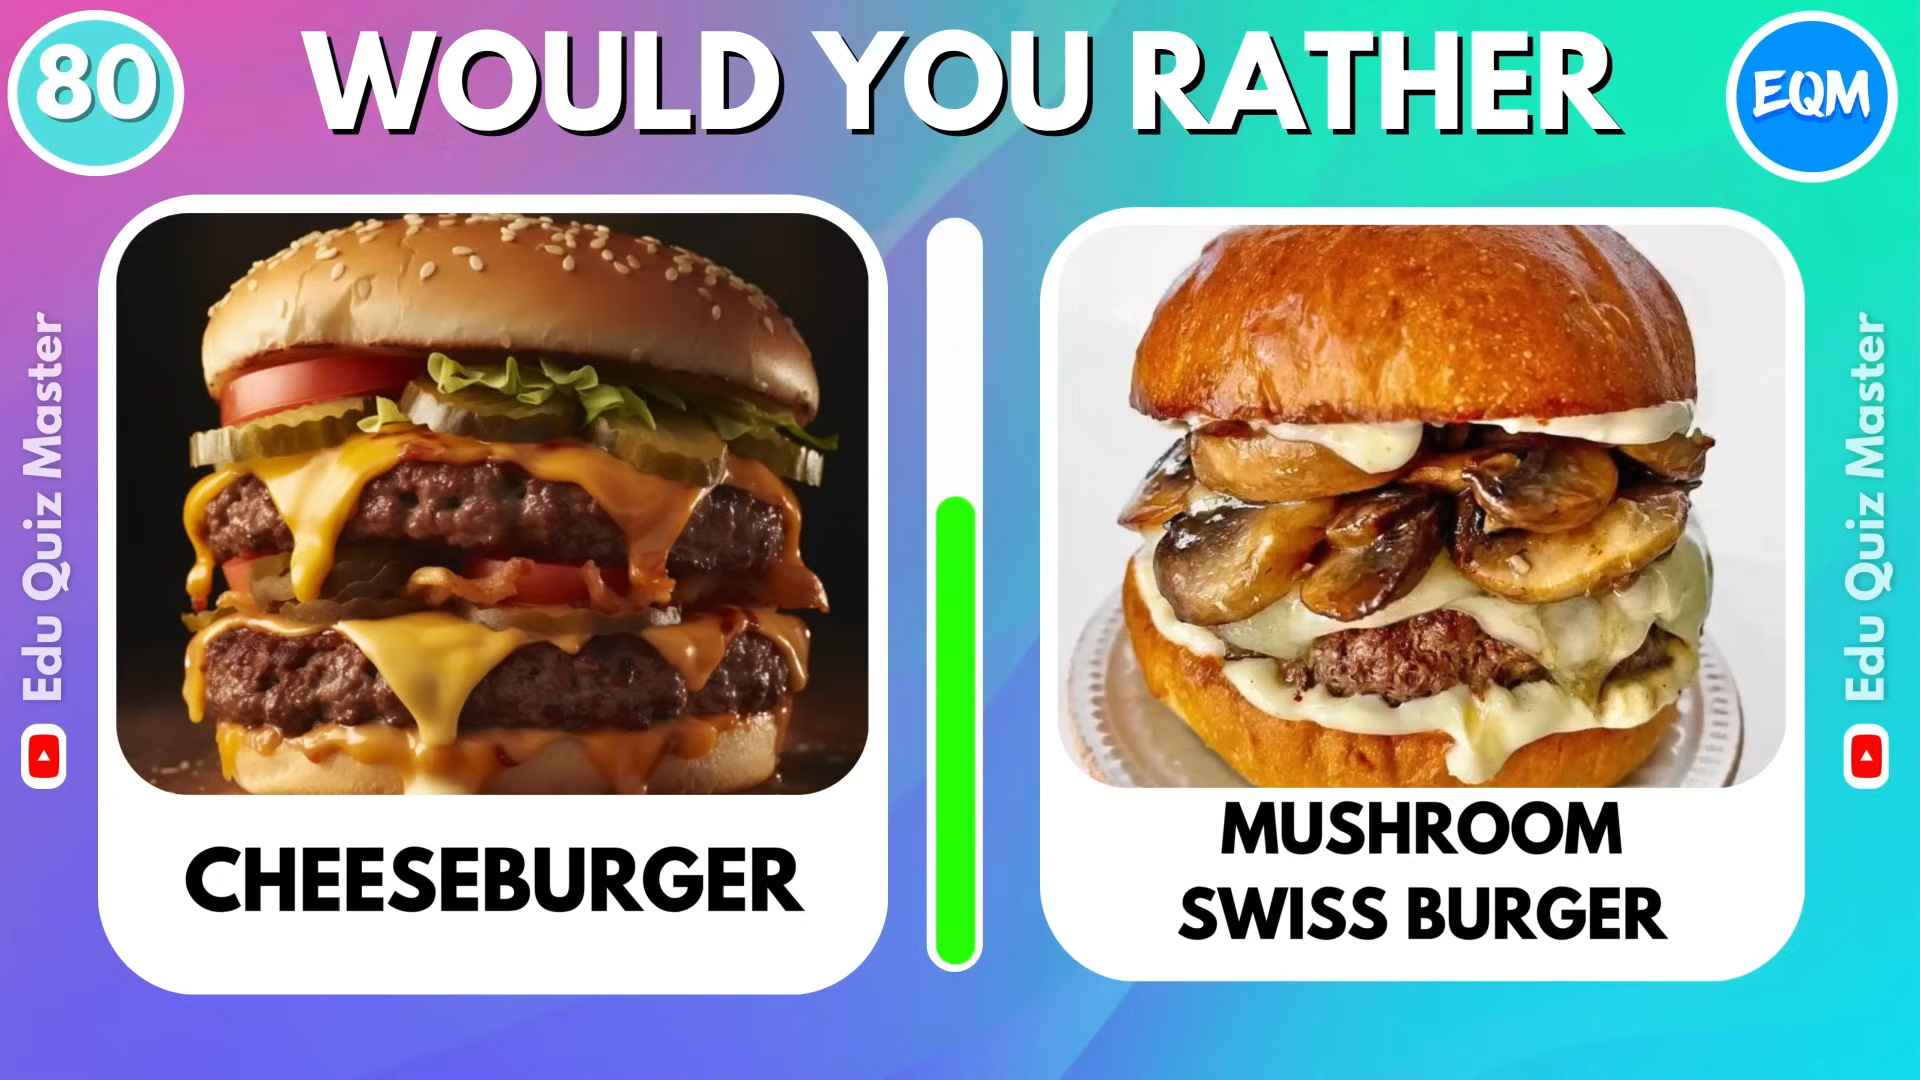 80
WOULD YOU RATHER
EQM
Edu Quiz Master
CHEESEBURGER
MUSHROOM
SWISS BURGER
Edu Quiz Master